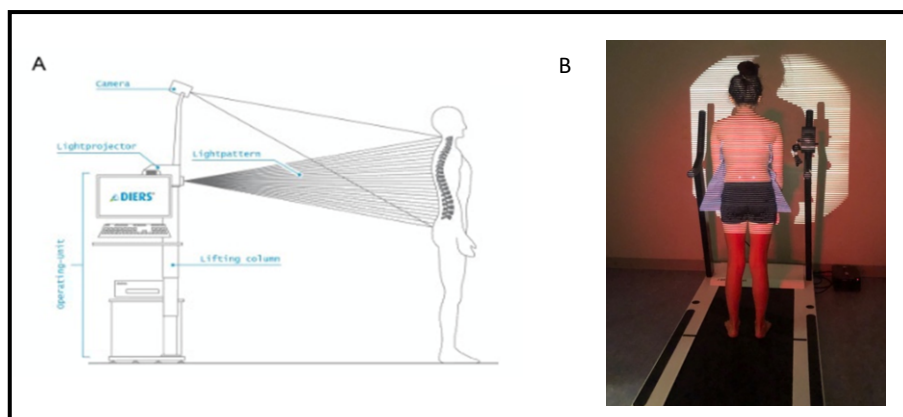 A
B
Camera
Lightprojector
Lightpattern
DIERS
Lifting column
Operating-Unit